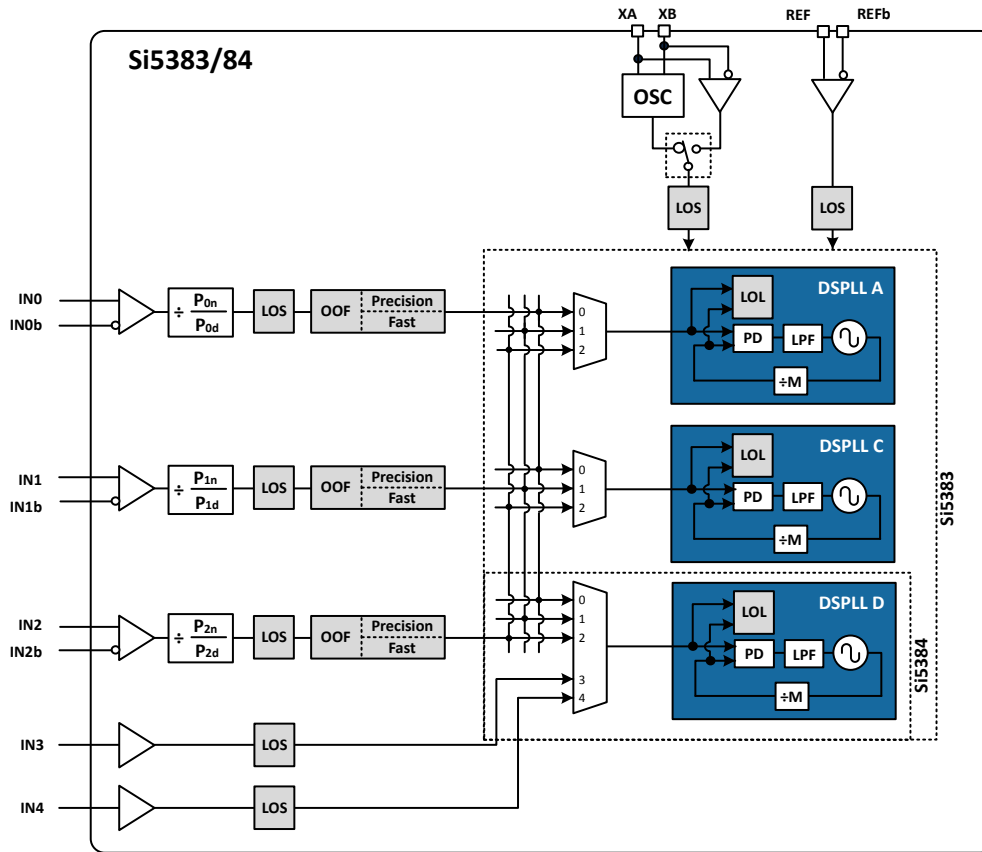 XA XB REF REFb
Si5383/84
OSC
LOS LOS
IN0
IN0b
÷ P0n
P0d
LOS
OOF
Precision
Fast
0
1
2
DSPLL A
LOL
PD
LPF
÷M
IN1
IN1b
÷ P1n
P1d
LOS
OOF
Precision
Fast
0
1
2
DSPLL C
LOL
PD
LPF
÷M
Si5383
IN2
IN2b
÷ P2n
P2d
LOS
OOF
Precision
Fast
0
1
2
3
4
DSPLL D
LOL
PD
LPF
÷M
Si5384
IN3
LOS
IN4
LOS